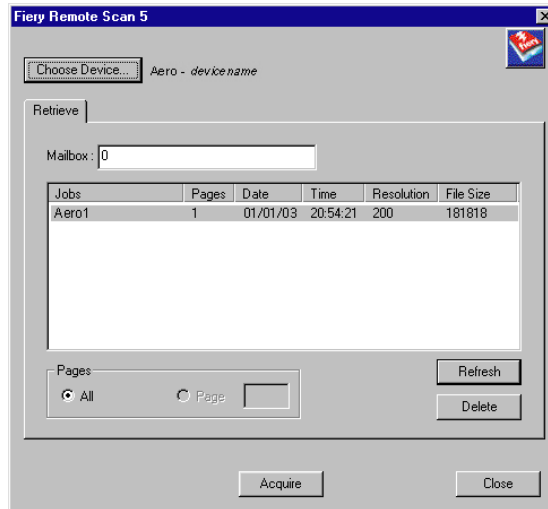 Fiery Remote Scan 5
fiery
Choose Device... Aero - devicename
Retrieve
Mailbox : 0
Jobs Pages Date Time Resolution File Size
Aero1 1 01/01/03 20:54:21 200 181818
Pages
All Page
Refresh
Delete
Acquire Close